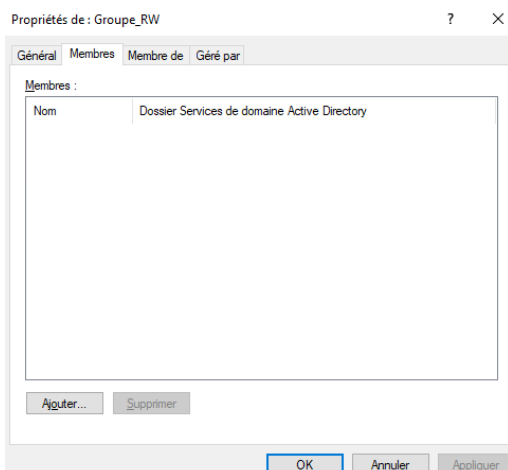 Propriétés de : Groupe_RW ? ×
Général Membres Membre de Géré par
Membres :
Nom Dossier Services de domaine Active Directory
Ajouter... Supprimer
OK Annuler Appliquer